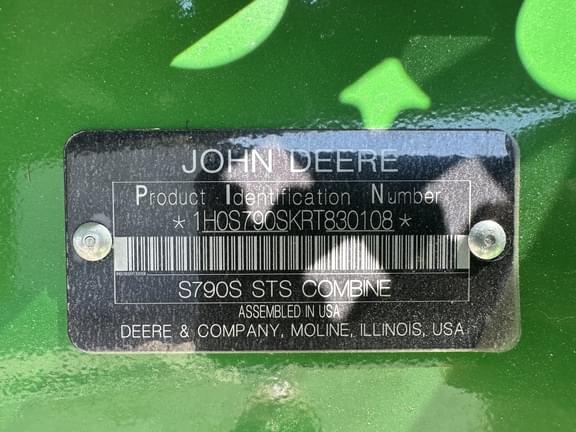 JOHN DEERE
Product Identification Number
*1H0S790SKRT830108*
S790S STS COMBINE
ASSEMBLED IN USA
DEERE & COMPANY, MOLINE, ILLINOIS, USA